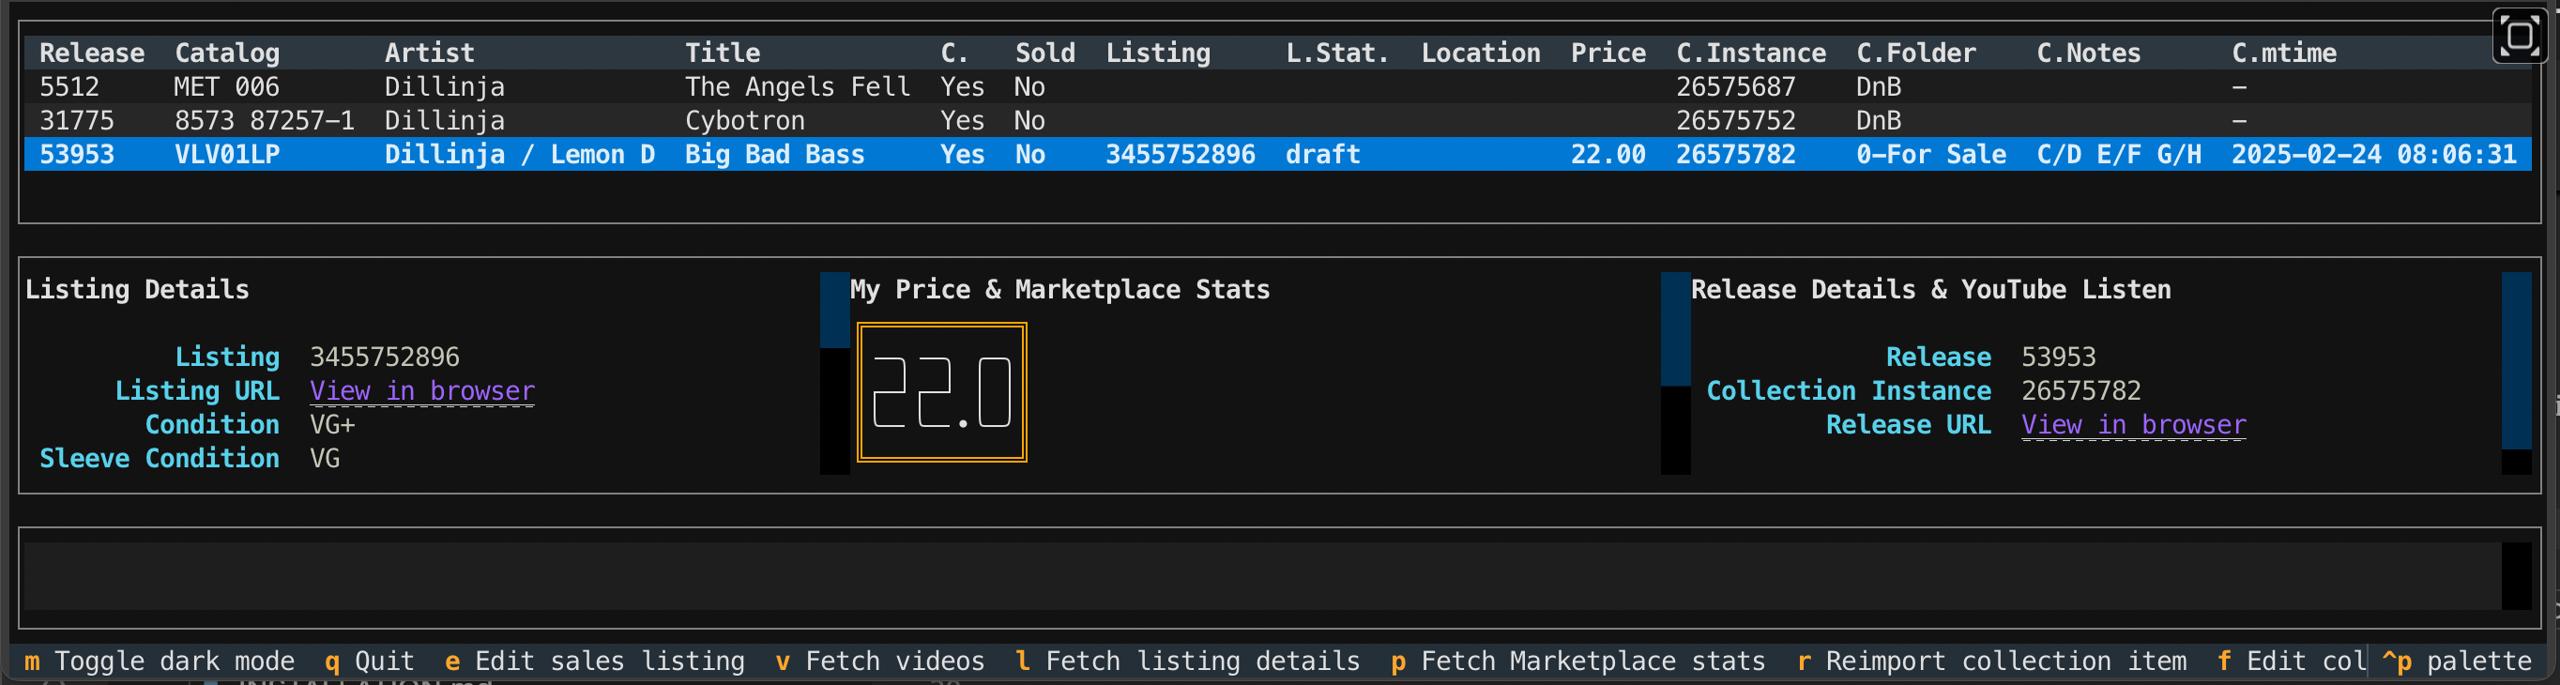 Release Catalog Artist Title C. Sold Listing L.Stat. Location Price C.Instance C.Folder C.Notes C.mtime
5512 MET 006 Dillinja The Angels Fell Yes No 26575687 DnB –
31775 8573 87257–1 Dillinja Cybotron Yes No 26575752 DnB –
53953 VLV01LP Dillinja / Lemon D Big Bad Bass Yes No 3455752896 draft 22.00 26575782 0–For Sale C/D E/F G/H 2025–02–24 08:06:31
Listing Details
Listing 3455752896
Listing URL View in browser
Condition VG+
Sleeve Condition VG
My Price & Marketplace Stats
22.0
Release Details & YouTube Listen
Release 53953
Collection Instance 26575782
Release URL View in browser
m Toggle dark mode q Quit e Edit sales listing v Fetch videos l Fetch listing details p Fetch Marketplace stats r Reimport collection item f Edit col ^p palette